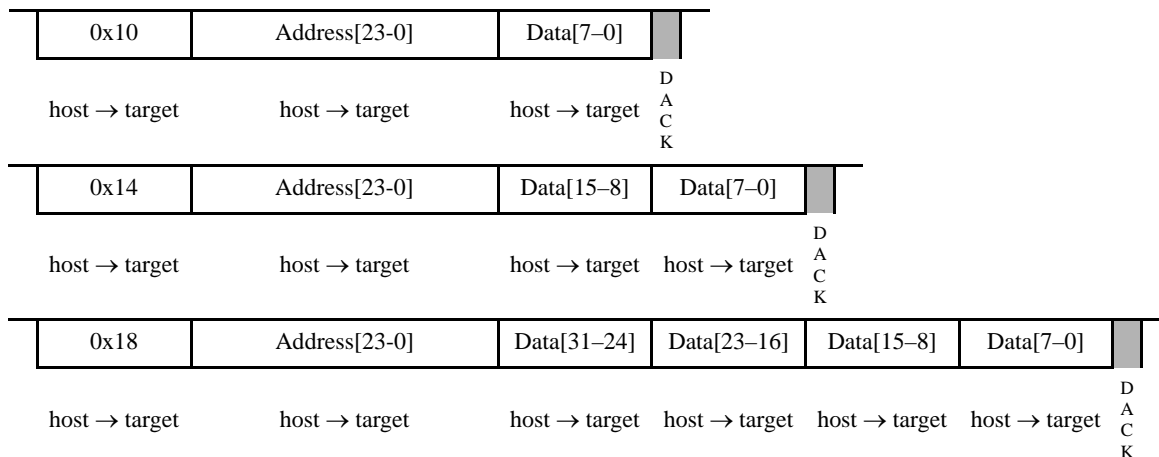 0x10 Address[23-0] Data[7–0]
host → target host → target host → target
D
A
C
K
0x14 Address[23-0] Data[15–8] Data[7–0]
host → target host → target host → target host → target
D
A
C
K
0x18 Address[23-0] Data[31–24] Data[23–16] Data[15–8] Data[7–0]
host → target host → target host → target host → target host → target host → target
D
A
C
K